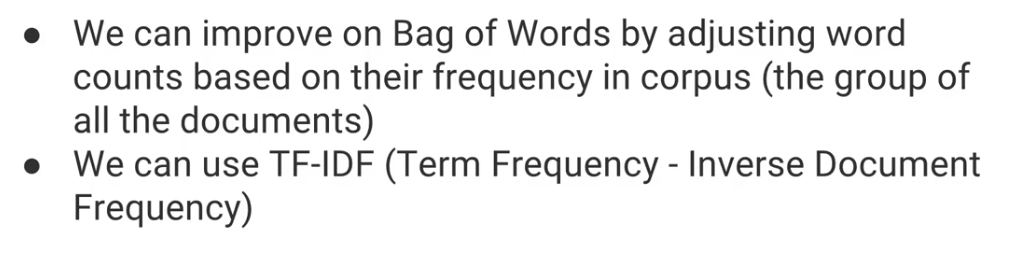 • We can improve on Bag of Words by adjusting word
counts based on their frequency in corpus (the group of
all the documents)
• We can use TF-IDF (Term Frequency - Inverse Document
Frequency)